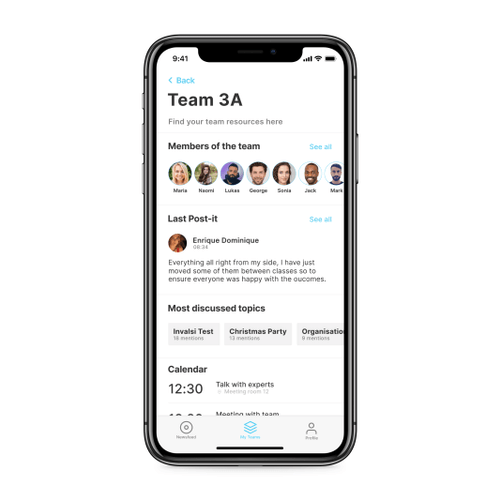 9:41
Back
Team 3A
Find your team resources here
Members of the team
See all
Maria
Naomi
Lukas
George
Sonia
Jack
Mark
Last Post-it
See all
Enrique Dominique
08:34
Everything all right from my side, I have just
moved some of them between classes so to
ensure everyone was happy with the oucomes.
Most discussed topics
Invalsi Test
Christmas Party
Organisation
18 mentions
13 mentions
9 mentions
Calendar
12:30
Talk with experts
Meeting room 12
Meeting with team
Newsfeed
My Teams
Profile